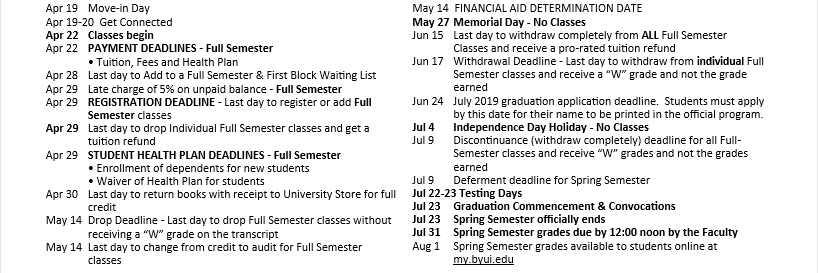 Apr 19 Move-in Day
Apr 19-20 Get Connected
Apr 22 Classes begin
Apr 22 PAYMENT DEADLINES - Full Semester
• Tuition, Fees and Health Plan
Apr 28 Last day to Add to a Full Semester & First Block Waiting List
Apr 29 Late charge of 5% on unpaid balance - Full Semester
Apr 29 REGISTRATION DEADLINE - Last day to register or add Full
Semester classes
Apr 29 Last day to drop Individual Full Semester classes and get a
tuition refund
Apr 29 STUDENT HEALTH PLAN DEADLINES - Full Semester
• Enrollment of dependents for new students
• Waiver of Health Plan for students
Apr 30 Last day to return books with receipt to University Store for full
credit
May 14 Drop Deadline - Last day to drop Full Semester classes without
receiving a “W” grade on the transcript
May 14 Last day to change from credit to audit for Full Semester
classes
May 14 FINANCIAL AID DETERMINATION DATE
May 27 Memorial Day - No Classes
Jun 15 Last day to withdraw completely from ALL Full Semester
Classes and receive a pro-rated tuition refund
Jun 17 Withdrawal Deadline - Last day to withdraw from individual Full
Semester classes and receive a “W” grade and not the grade
earned
Jun 24 July 2019 graduation application deadline. Students must apply
by this date for their name to be printed in the official program.
Jul 4 Independence Day Holiday - No Classes
Jul 9 Discontinuance (withdraw completely) deadline for all Full-
Semester classes and receive “W” grades and not the grades
earned
Jul 9 Deferment deadline for Spring Semester
Jul 22-23 Testing Days
Jul 23 Graduation Commencement & Convocations
Jul 23 Spring Semester officially ends
Jul 31 Spring Semester grades due by 12:00 noon by the Faculty
Aug 1 Spring Semester grades available to students online at
my.byui.edu